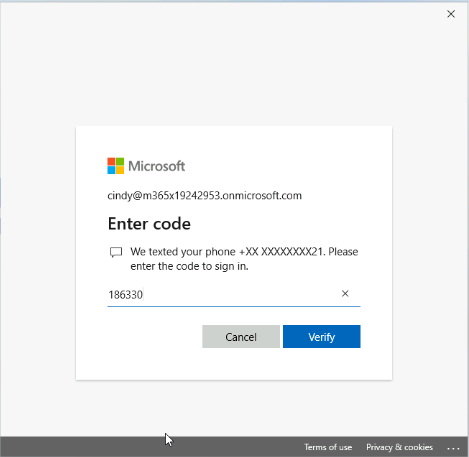 Microsoft
cindy@m365x19242953.onmicrosoft.com
Enter code
We texted your phone +XX XXXXXXXX21. Please
enter the code to sign in.
186330
Cancel
Verify
Terms of use
Privacy & cookies
...